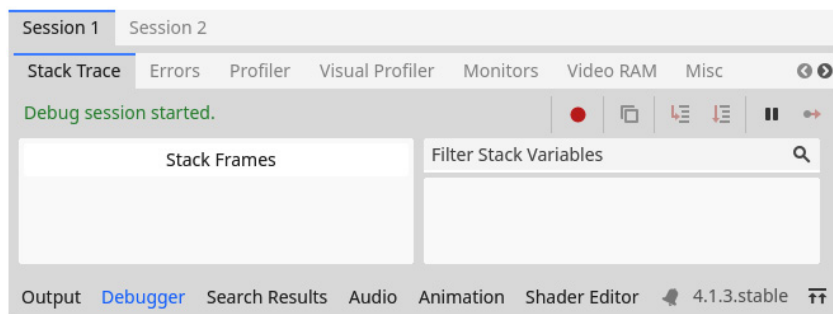 Session 1 Session 2
Stack Trace Errors Profiler Visual Profiler Monitors Video RAM Misc
Debug session started.
Stack Frames Filter Stack Variables
Output Debugger Search Results Audio Animation Shader Editor 4.1.3.stable